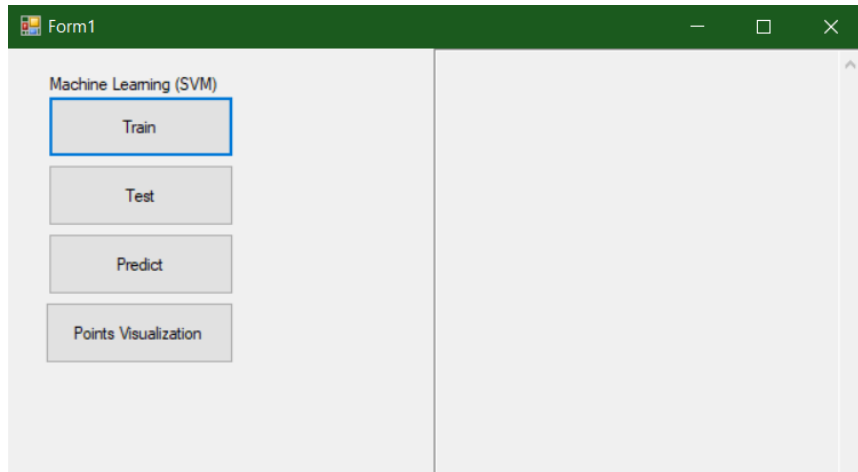 Form1
Machine Learning (SVM)
Train
Test
Predict
Points Visualization